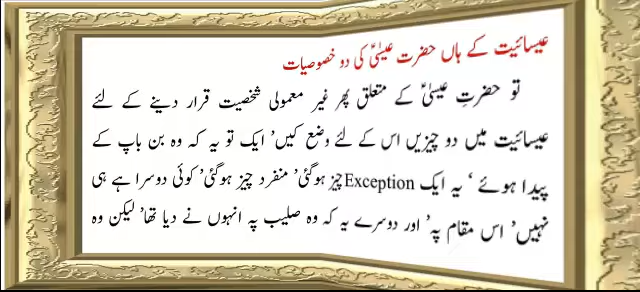 عیسائیت کے ہاں حضرت عیسیٰؑ کی دو خصوصیات
تو حضرتِ عیسیٰؑ کے متعلق پھر غیر معمولی شخصیت قرار دینے کے لئے
عیسائیت میں دو چیزیں اس کے لئے وضع کیں‘ ایک تو یہ کہ وہ بن باپ کے
پیدا ہوئے‘ یہ ایک Exception چیز ہوگئی‘ منفرد چیز ہوگئی‘ کوئی دوسرا ہے ہی
نہیں‘ اس مقام پہ‘ اور دوسرے یہ کہ وہ صلیب پہ انہوں نے دیا تھا‘ لیکن وہ